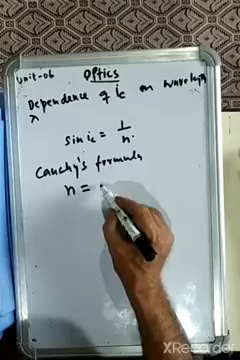 Unit-06
Optics
Dependence of ic on wavelength
λ
sin ic = 1/n.
Cauchy's formula
n =
XRecorder